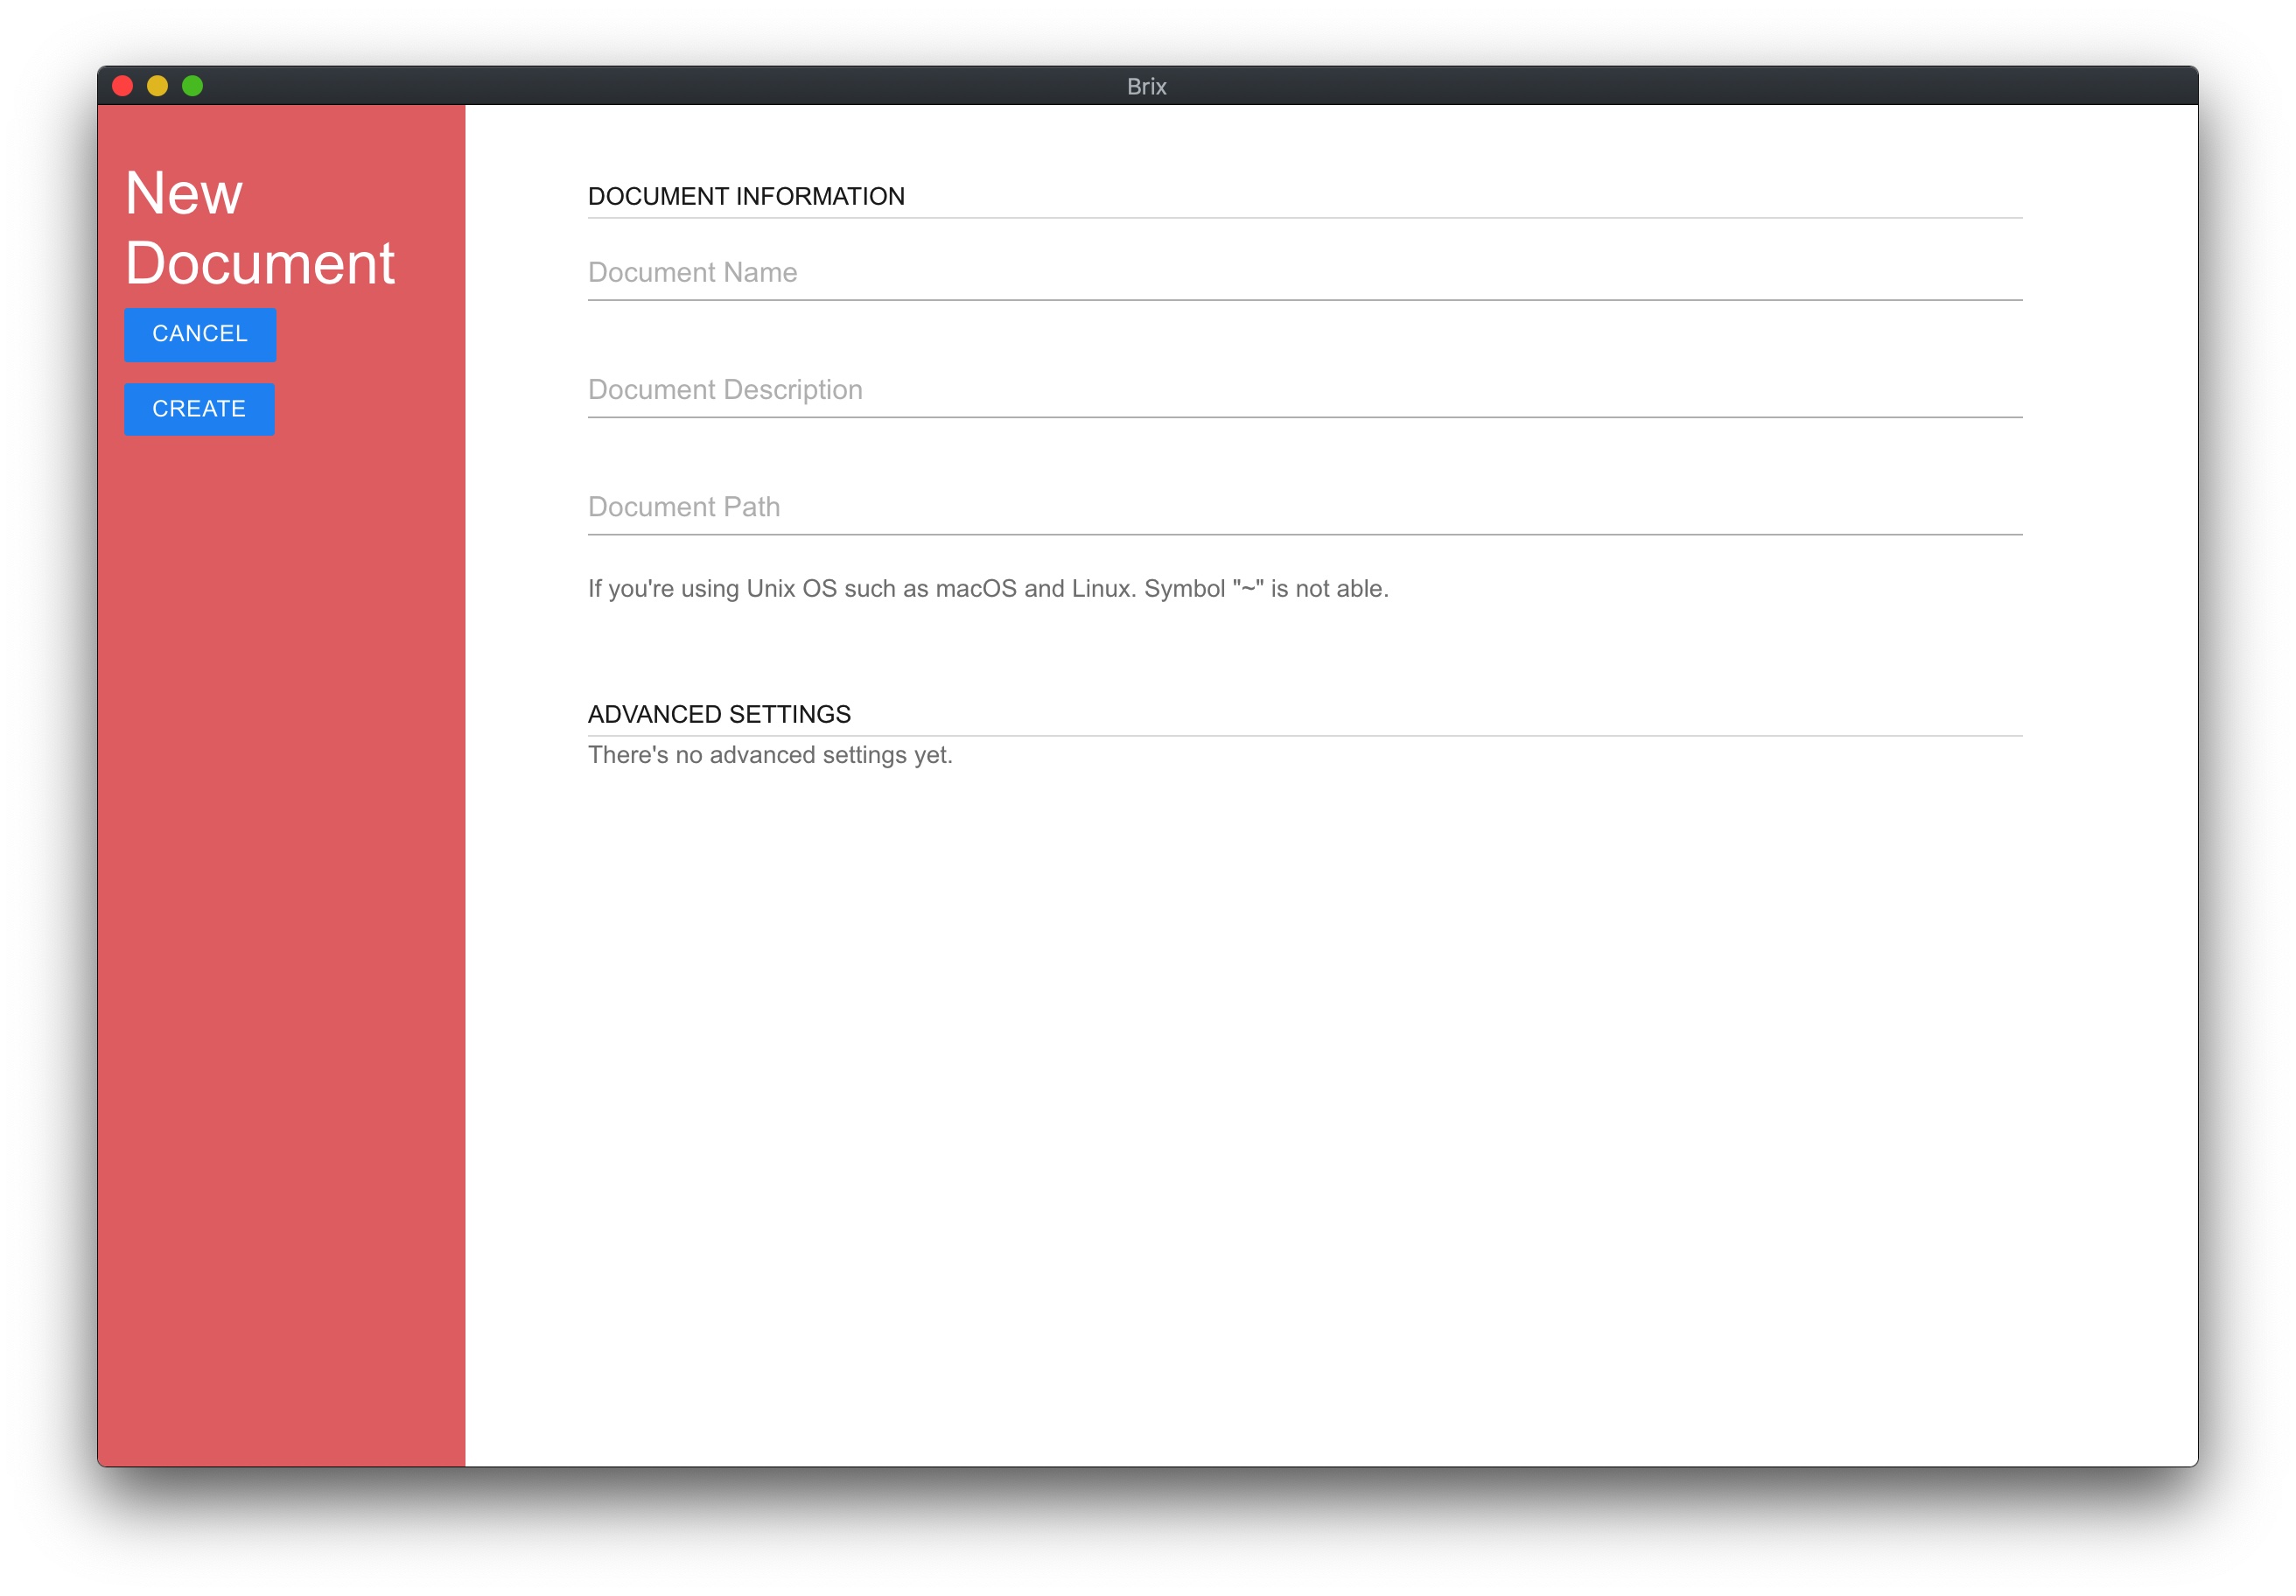 Brix
New
Document
CANCEL
CREATE
DOCUMENT INFORMATION
Document Name
Document Description
Document Path
If you're using Unix OS such as macOS and Linux. Symbol "~" is not able.
ADVANCED SETTINGS
There's no advanced settings yet.